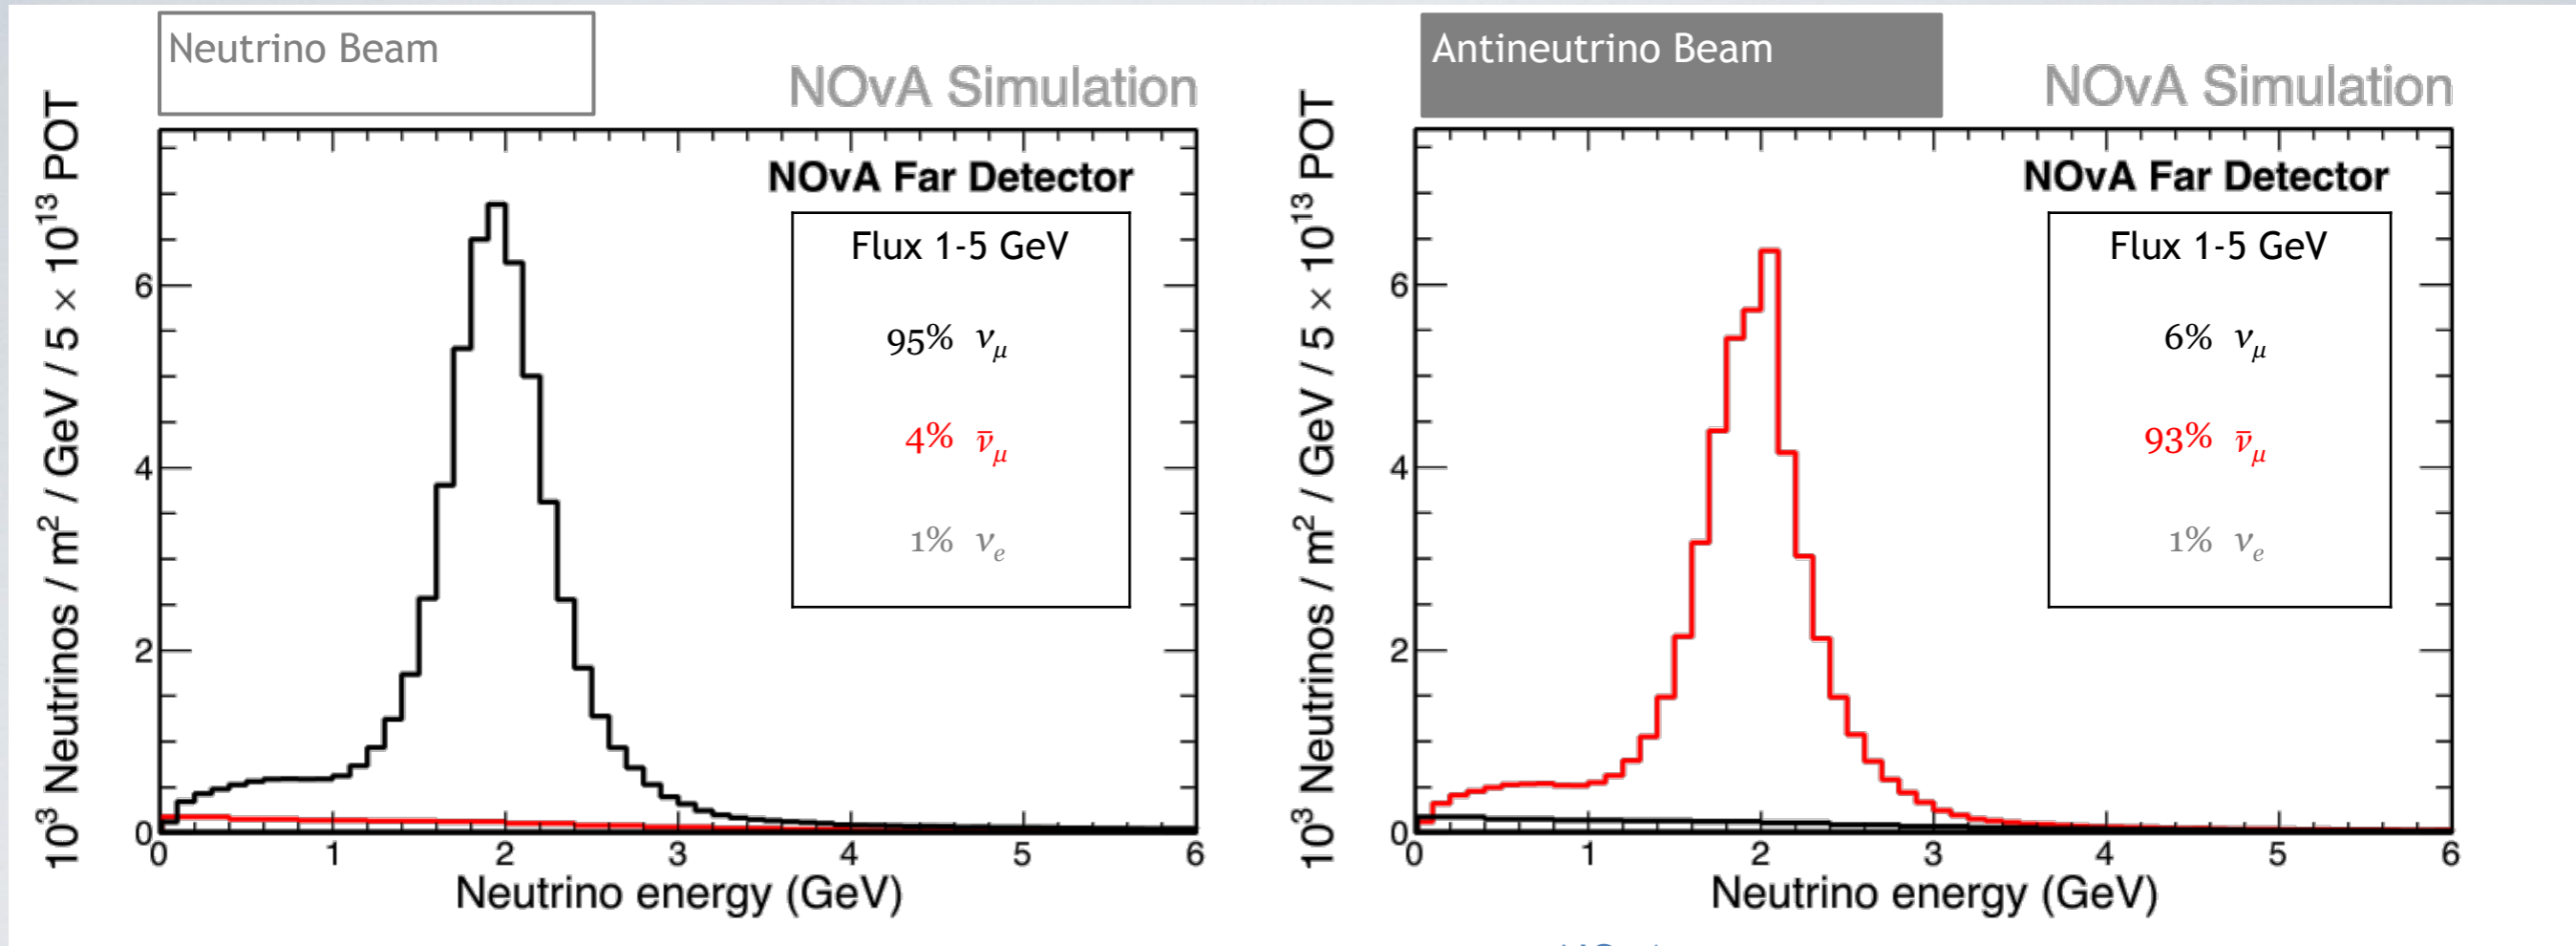 Neutrino Beam
NOvA Simulation
10³ Neutrinos / m² / GeV / 5 × 10¹³ POT
6
4
2
0
NOvA Far Detector
Flux 1-5 GeV
95% νμ
4% ν̄μ
1% νe
0 1 2 3 4 5 6
Neutrino energy (GeV)
Antineutrino Beam
NOvA Simulation
10³ Neutrinos / m² / GeV / 5 × 10¹³ POT
6
4
2
0
NOvA Far Detector
Flux 1-5 GeV
6% νμ
93% ν̄μ
1% νe
0 1 2 3 4 5 6
Neutrino energy (GeV)